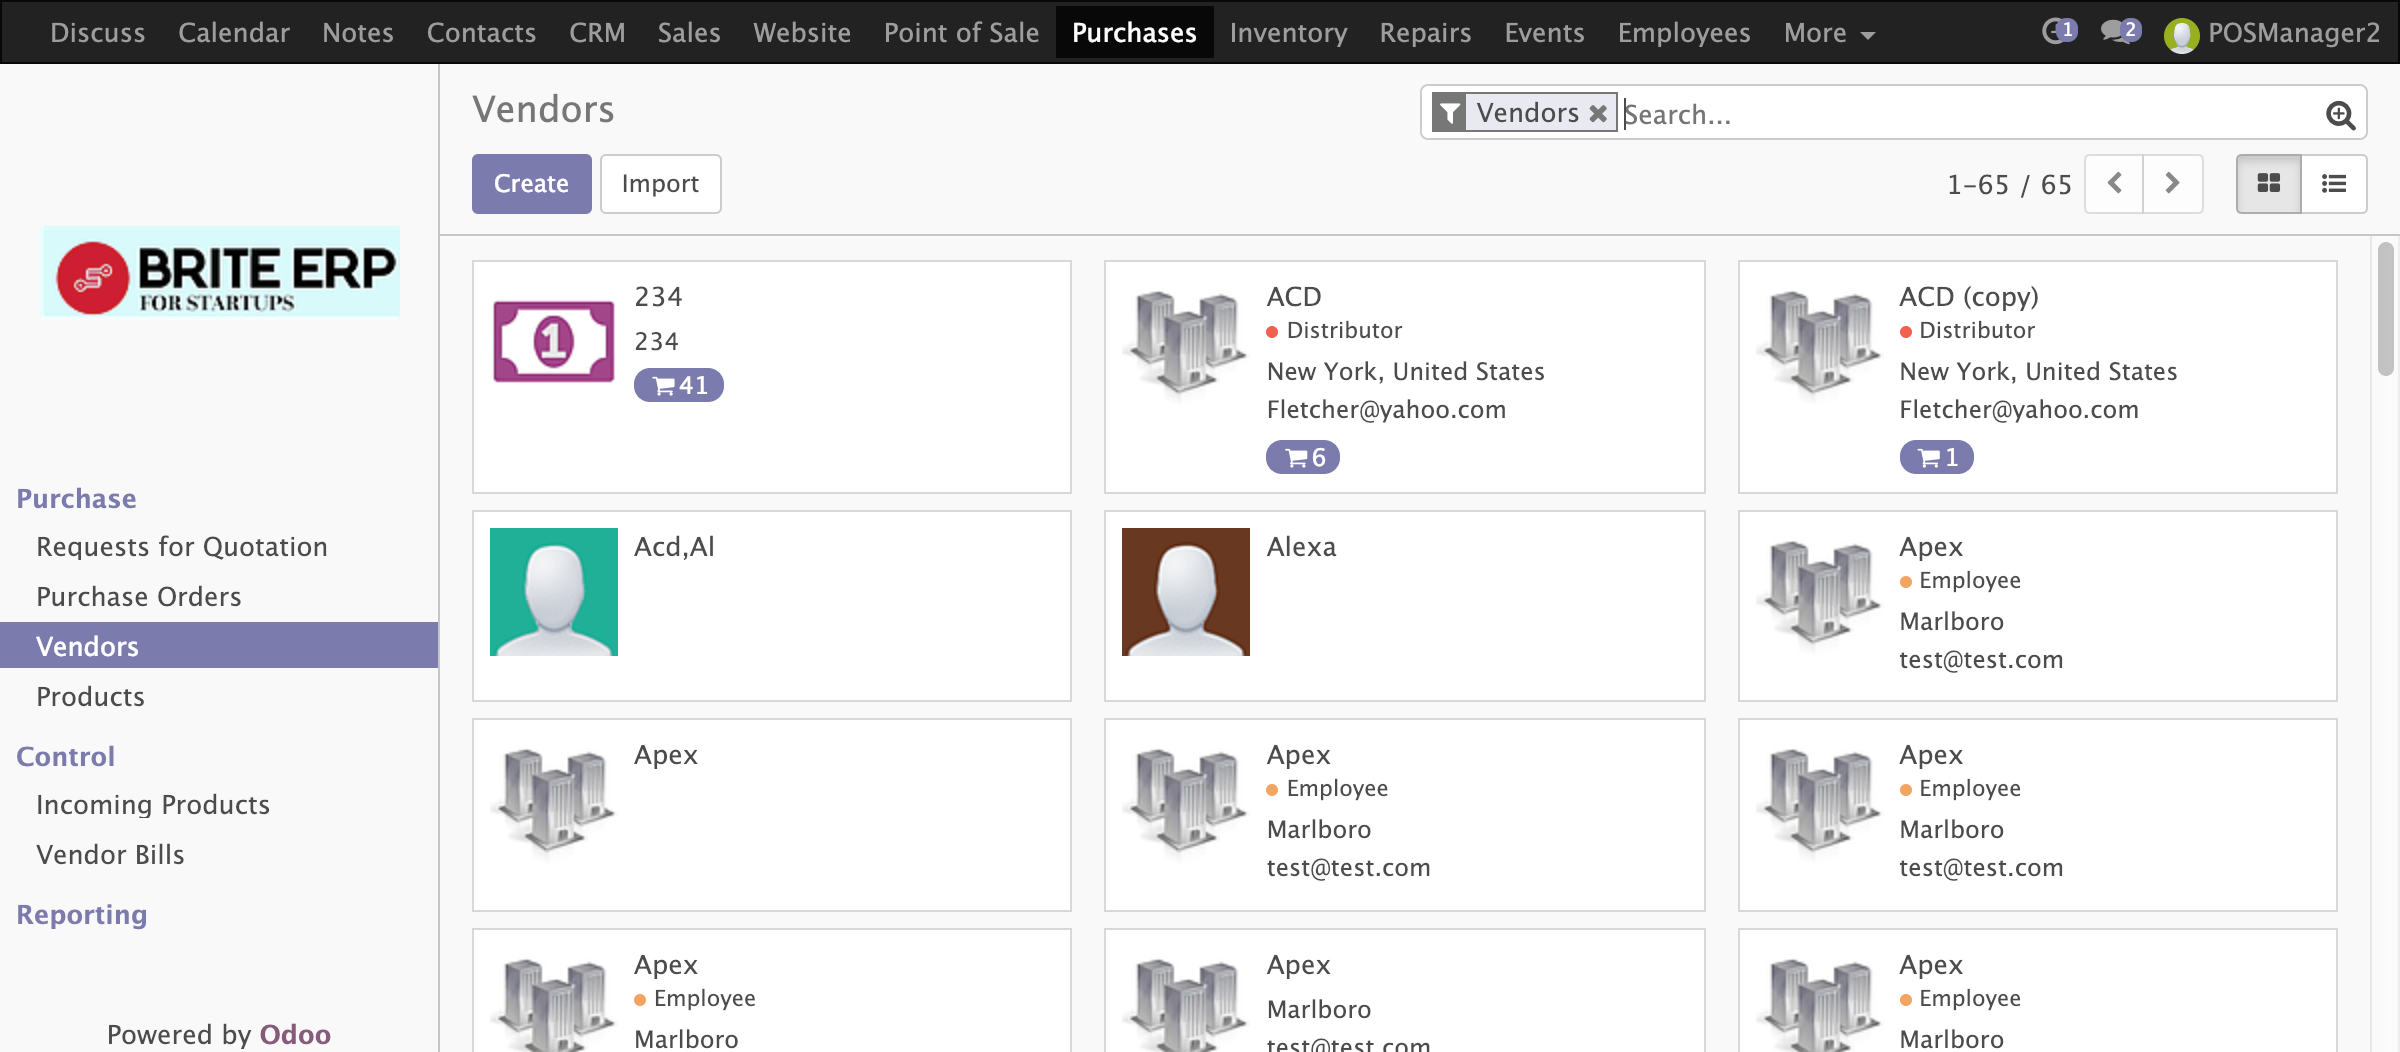 Discuss Calendar Notes Contacts CRM Sales Website Point of Sale Purchases Inventory Repairs Events Employees More 1 2 POSManager2
BRITE ERP
FOR STARTUPS
Purchase
Requests for Quotation
Purchase Orders
Vendors
Products
Control
Incoming Products
Vendor Bills
Reporting
Powered by Odoo
Vendors
Vendors Search...
Create Import
1-65 / 65
1
234
234
41
ACD
Distributor
New York, United States
Fletcher@yahoo.com
6
ACD (copy)
Distributor
New York, United States
Fletcher@yahoo.com
1
Acd,Al
Alexa
Apex
Employee
Marlboro
test@test.com
Apex
Apex
Employee
Marlboro
test@test.com
Apex
Employee
Marlboro
test@test.com
Apex
Employee
Marlboro
Apex
Marlboro
test@test.com
Apex
Employee
Marlboro